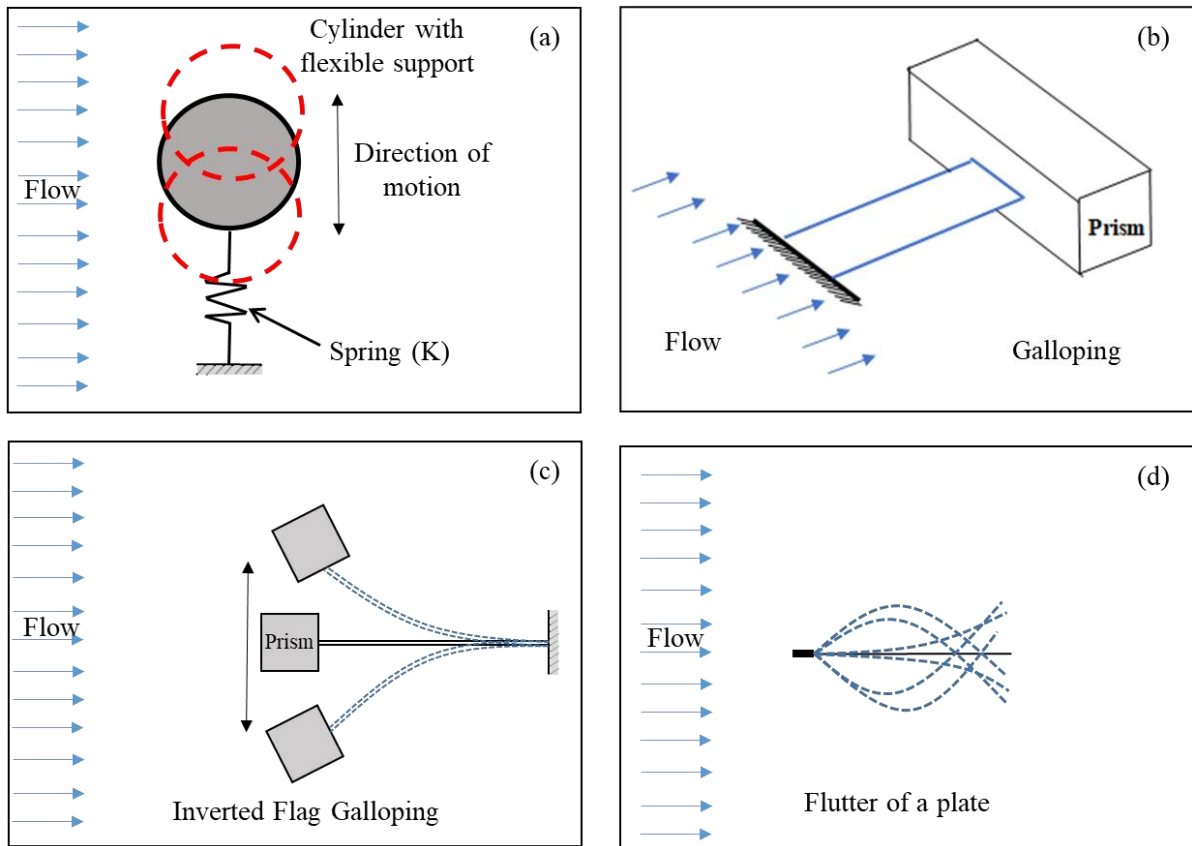 (a)
Cylinder with
flexible support
Direction of
motion
Flow
Spring (K)
(b)
Prism
Flow
Galloping
(c)
Flow
Prism
Inverted Flag Galloping
(d)
Flow
Flutter of a plate